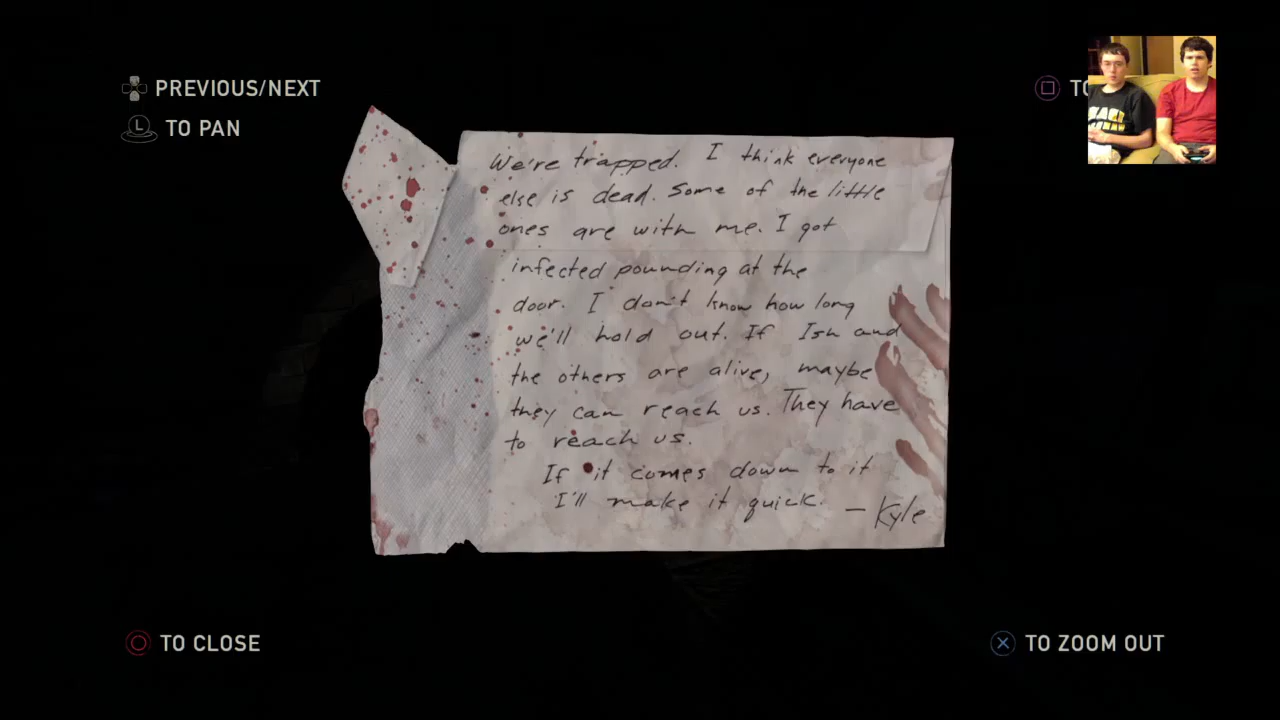 PREVIOUS/NEXT
L TO PAN
TO
We're trapped. I think everyone
else is dead. Some of the little
ones are with me. I got
infected pounding at the
door. I don't know how long
we'll hold out. If Ish and
the others are alive, maybe
they can reach us. They have
to reach us.
If it comes down to it
I'll make it quick. – Kyle
TO CLOSE
TO ZOOM OUT